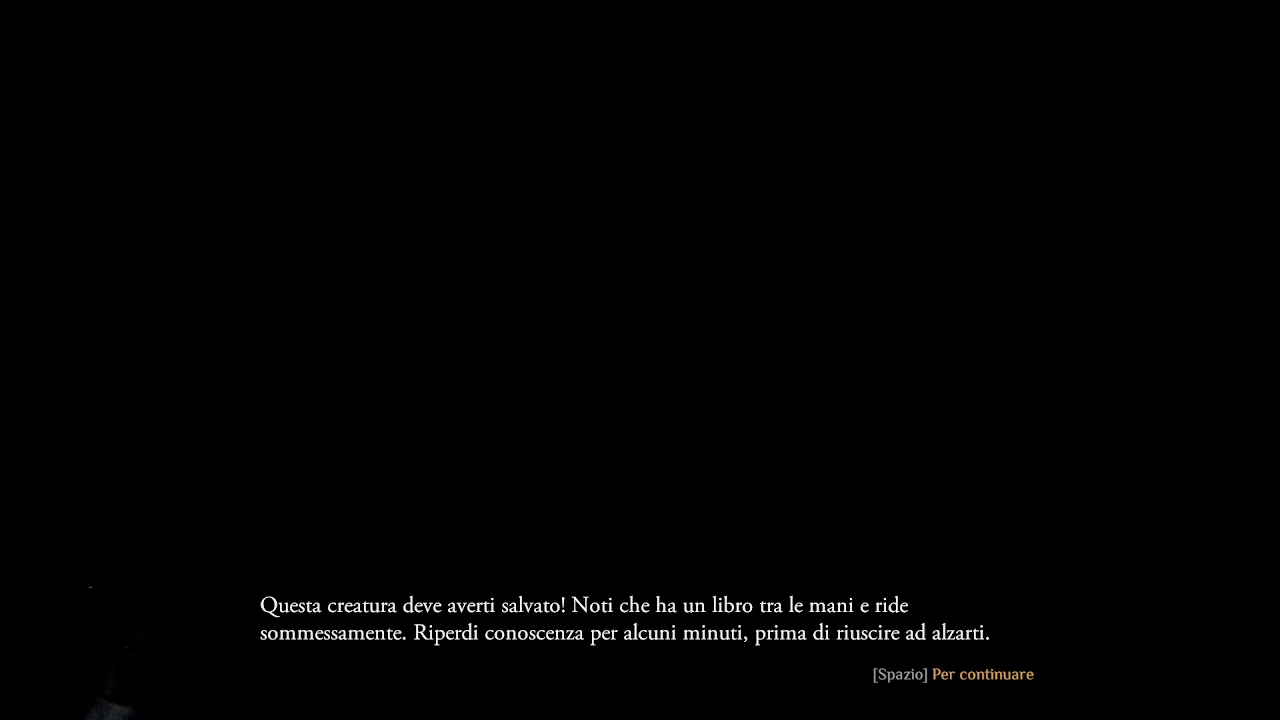 Questa creatura deve averti salvato! Noti che ha un libro tra le mani e ride
sommessamente. Riperdi conoscenza per alcuni minuti, prima di riuscire ad alzarti.
[Spazio] Per continuare